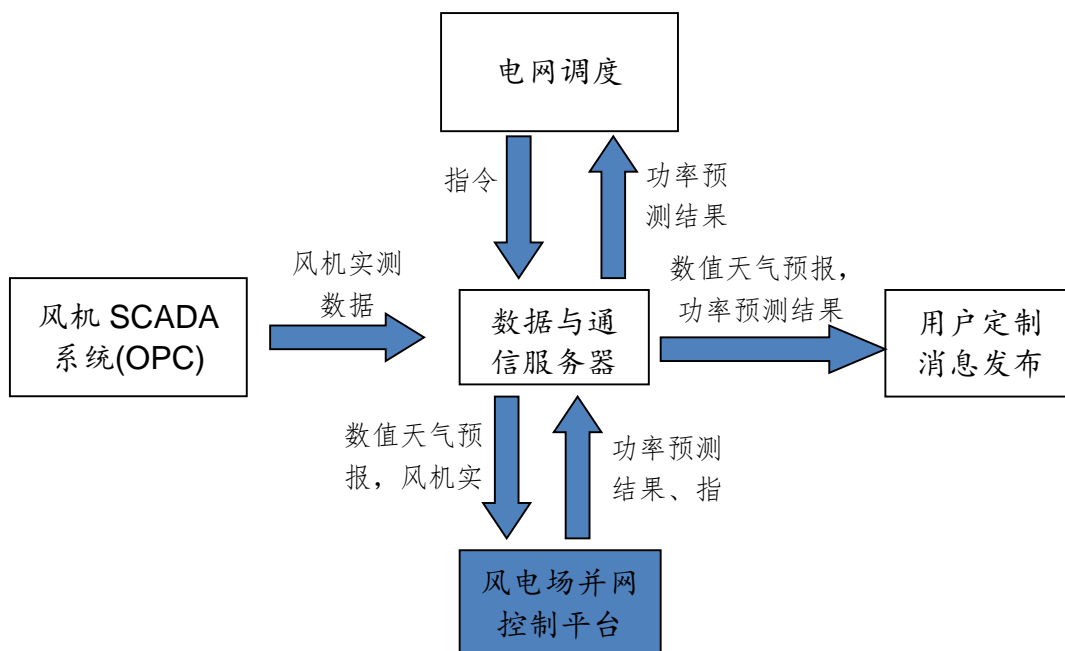 电网调度
指令
功率预
测结果
风机实测
数据
数值天气预报，
功率预测结果
风机 SCADA
系统(OPC)
数据与通
信服务器
用户定制
消息发布
数值天气预
报，风机实
功率预测
结果、指
风电场并网
控制平台